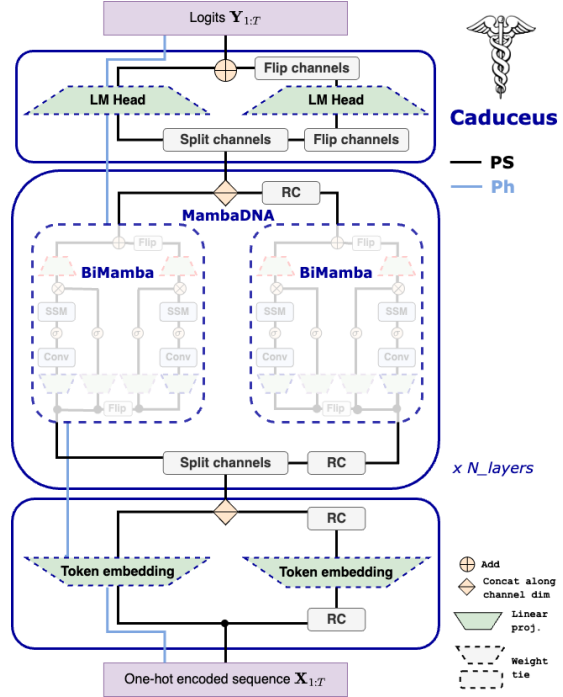 Logits Y1:T
Flip channels
LM Head
LM Head
Split channels
Flip channels
Caduceus
PS
Ph
RC
MambaDNA
Flip
Flip
BiMamba
BiMamba
SSM
SSM
SSM
SSM
σ
σ
σ
σ
Conv
Conv
Conv
Conv
Flip
Flip
Split channels
RC
x N_layers
RC
Token embedding
Token embedding
RC
Add
Concat along
channel dim
Linear
proj.
Weight
tie
One-hot encoded sequence X1:T